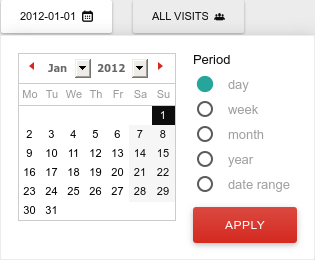 2012-01-01 ALL VISITS
Jan 2012
Mo Tu We Th Fr Sa Su
1
2 3 4 5 6 7 8
9 10 11 12 13 14 15
16 17 18 19 20 21 22
23 24 25 26 27 28 29
30 31
Period
day
week
month
year
date range
APPLY